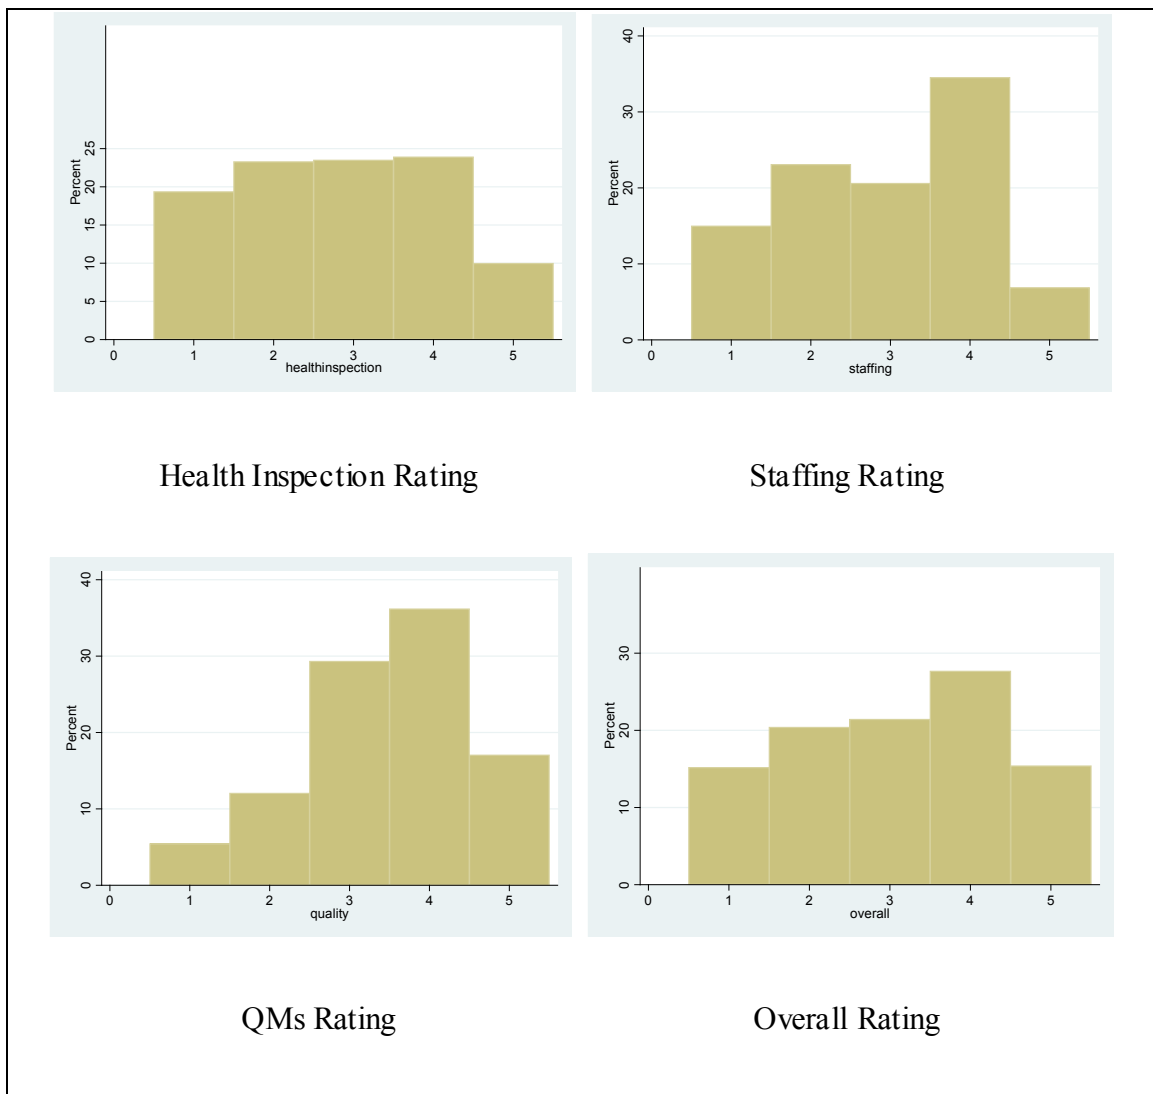 Percent
25
20
15
10
5
0
0 1 2 3 4 5
healthinspection
Health Inspection Rating
Percent
40
30
20
10
0
0 1 2 3 4 5
staffing
Staffing Rating
Percent
40
30
20
10
0
0 1 2 3 4 5
quality
QMs Rating
Percent
30
20
10
0
0 1 2 3 4 5
overall
Overall Rating